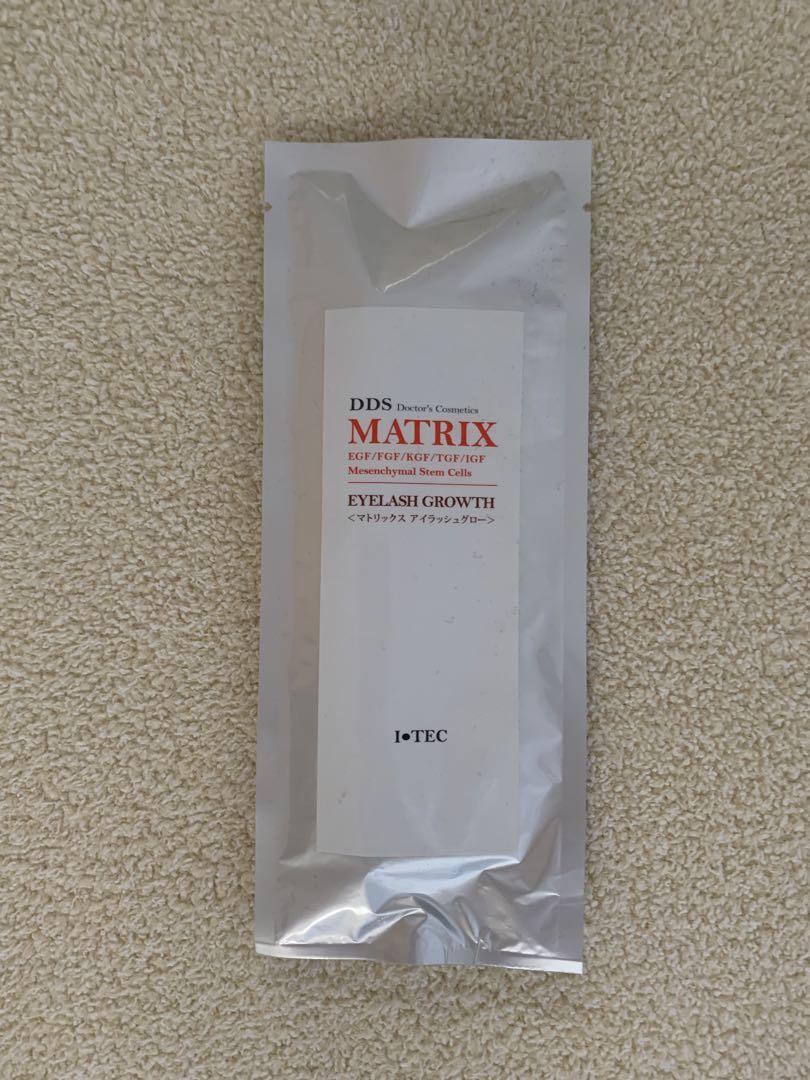 DDS Doctor's Cosmetics
MATRIX
EGF/FGF/KGF/TGF/IGF
Mesenchymal Stem Cells
EYELASH GROWTH
<マトリックス アイラッシュグロー>
I•TEC